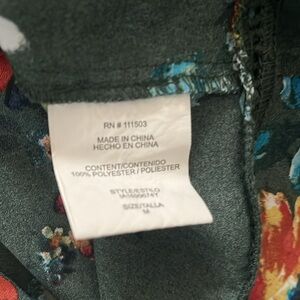 RN # 111503
MADE IN CHINA
HECHO EN CHINA
CONTENT/CONTENIDO
100% POLYESTER / POLIESTER
STYLE/ESTILO
SIZE/TALLA
M